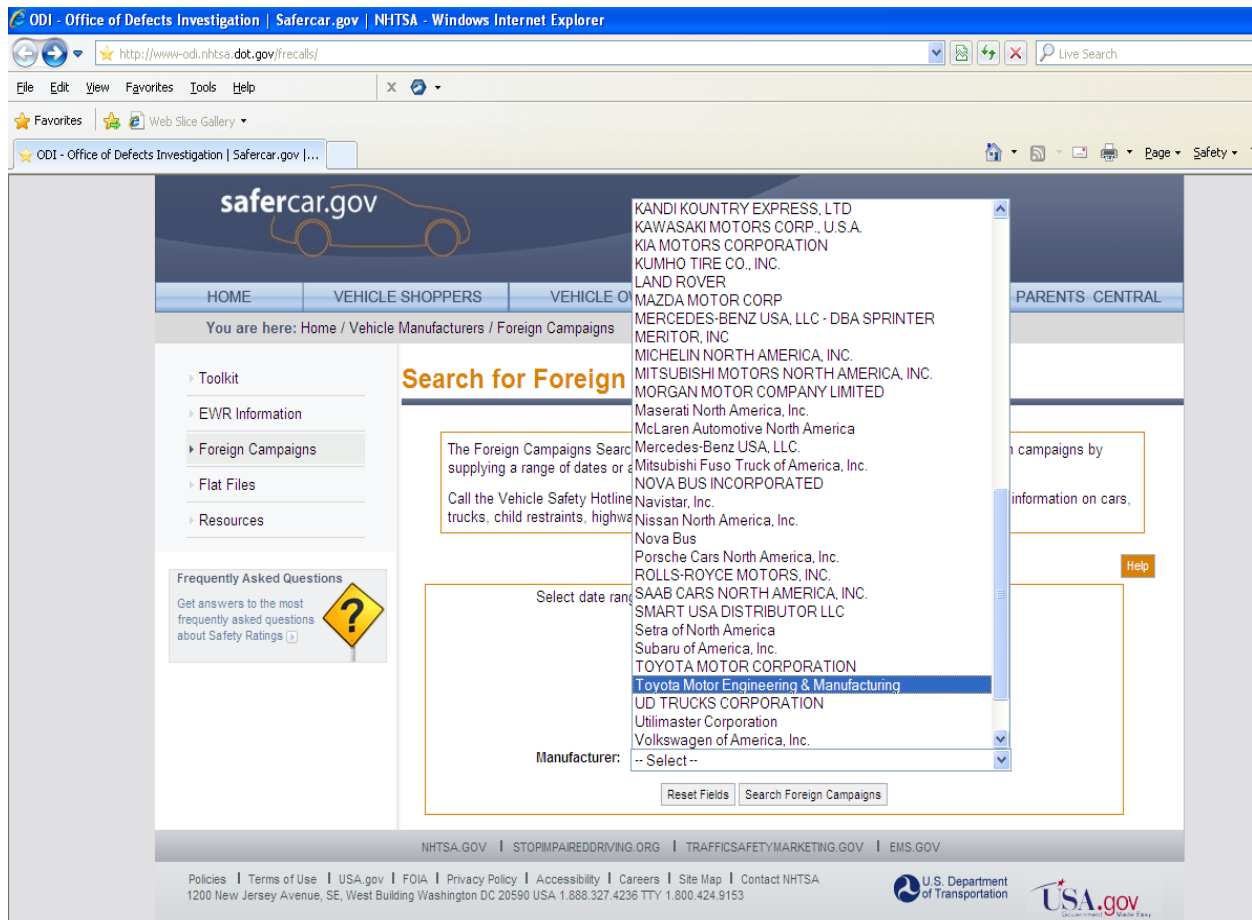 ODI - Office of Defects Investigation | Safercar.gov | NHTSA - Windows Internet Explorer
http://www-odi.nhtsa.dot.gov/frecalls/
Live Search
File Edit View Favorites Tools Help
x
Favorites
Web Slice Gallery
ODI - Office of Defects Investigation | Safercar.gov |...
Page
Safety
safercar.gov
HOME
VEHICLE SHOPPERS
VEHICLE
PARENTS CENTRAL
You are here: Home / Vehicle Manufacturers / Foreign Campaigns
Toolkit
EWR Information
Foreign Campaigns
Flat Files
Resources
Frequently Asked Questions
Get answers to the most
frequently asked questions
about Safety Ratings
?
Search for Foreign
The Foreign Campaigns Searc
n campaigns by
supplying a range of dates or a
Call the Vehicle Safety Hotline
information on cars,
trucks, child restraints, highwa
Help
Select date rang
KANDI KOUNTRY EXPRESS, LTD
KAWASAKI MOTORS CORP., U.S.A.
KIA MOTORS CORPORATION
KUMHO TIRE CO., INC.
LAND ROVER
MAZDA MOTOR CORP
MERCEDES-BENZ USA, LLC - DBA SPRINTER
MERITOR, INC
MICHELIN NORTH AMERICA, INC.
MITSUBISHI MOTORS NORTH AMERICA, INC.
MORGAN MOTOR COMPANY LIMITED
Maserati North America, Inc.
McLaren Automotive North America
Mercedes-Benz USA, LLC.
Mitsubishi Fuso Truck of America, Inc.
NOVA BUS INCORPORATED
Navistar, Inc.
Nissan North America, Inc.
Nova Bus
Porsche Cars North America, Inc.
ROLLS-ROYCE MOTORS, INC.
SAAB CARS NORTH AMERICA, INC.
SMART USA DISTRIBUTOR LLC
Setra of North America
Subaru of America, Inc.
TOYOTA MOTOR CORPORATION
Toyota Motor Engineering & Manufacturing
UD TRUCKS CORPORATION
Utilimaster Corporation
Volkswagen of America, Inc.
Manufacturer: -- Select --
Reset Fields
Search Foreign Campaigns
NHTSA.GOV | STOPIMPAIREDDRIVING.ORG | TRAFFICSAFETYMARKETING.GOV | EMS.GOV
Policies | Terms of Use | USA.gov | FOIA | Privacy Policy | Accessibility | Careers | Site Map | Contact NHTSA
1200 New Jersey Avenue, SE, West Building Washington DC 20590 USA 1.888.327.4236 TTY 1.800.424.9153
U.S. Department
of Transportation
USA.gov
Government Made Easy